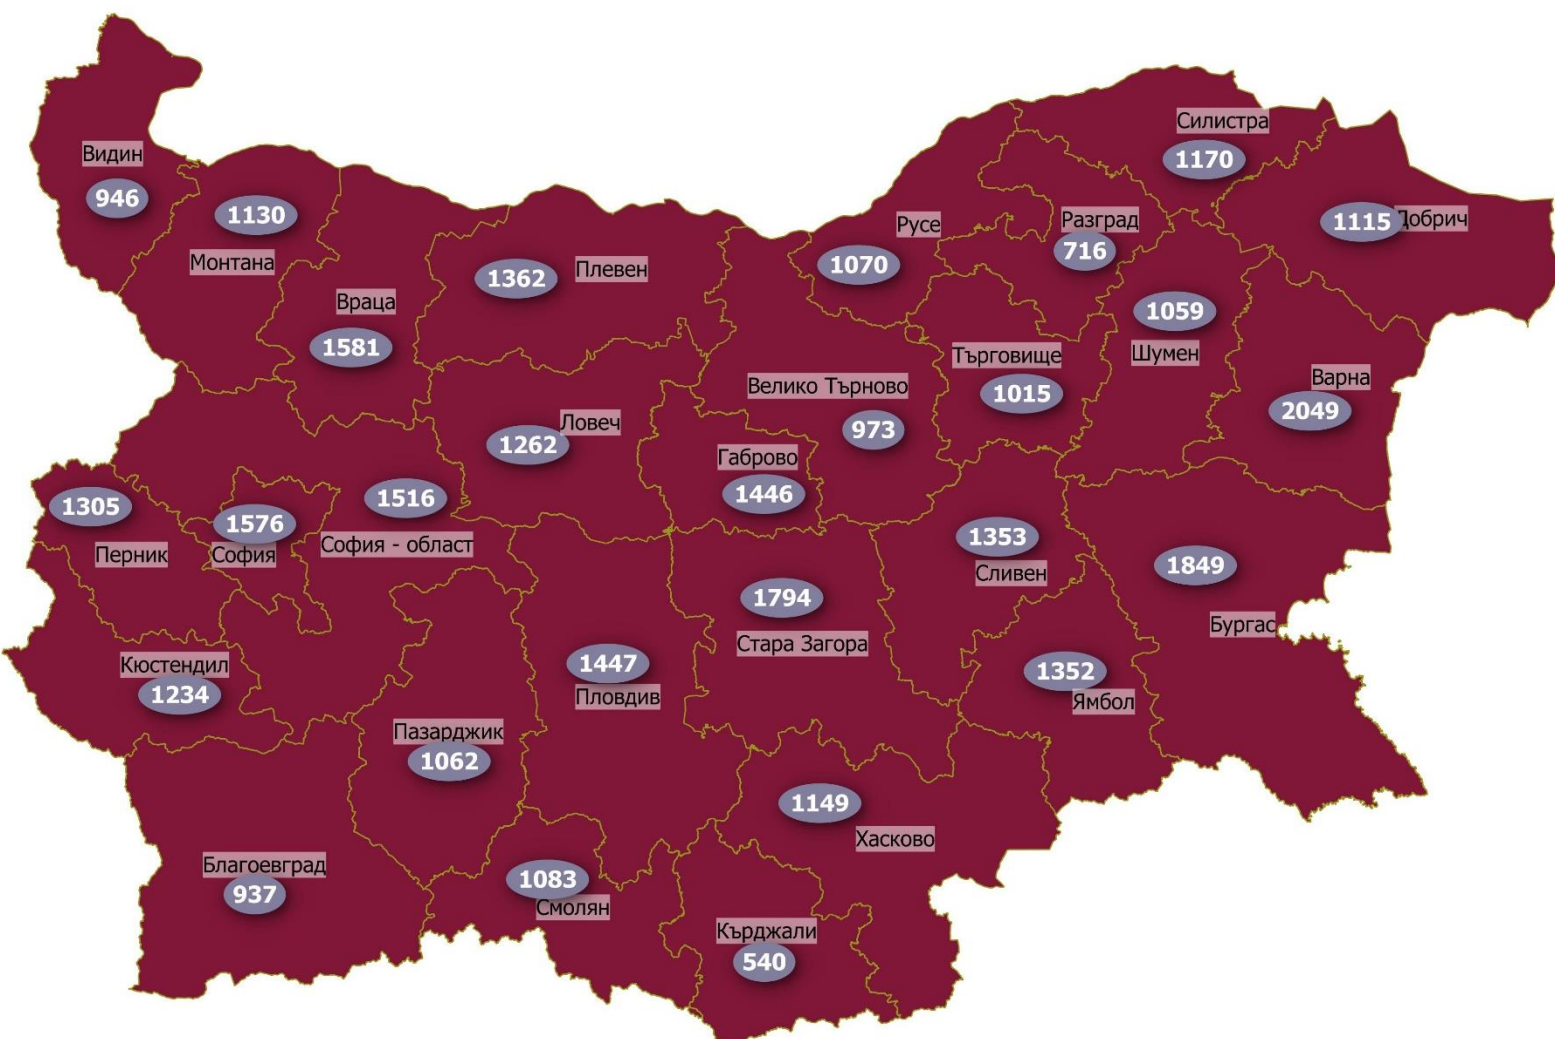 Видин
946
1130
Монтана
Враца
1581
1362
Плевен
Русе
1070
Силистра
1170
Разград
716
1115
Добрич
1059
Шумен
Търговище
1015
Варна
2049
Велико Търново
973
Ловеч
1262
Габрово
1446
1305
Перник
1576
София
1516
София - област
1353
Сливен
1849
Бургас
1794
Стара Загора
Кюстендил
1234
1447
Пловдив
1352
Ямбол
Пазарджик
1062
1149
Хасково
Благоевград
937
1083
Смолян
Кърджали
540